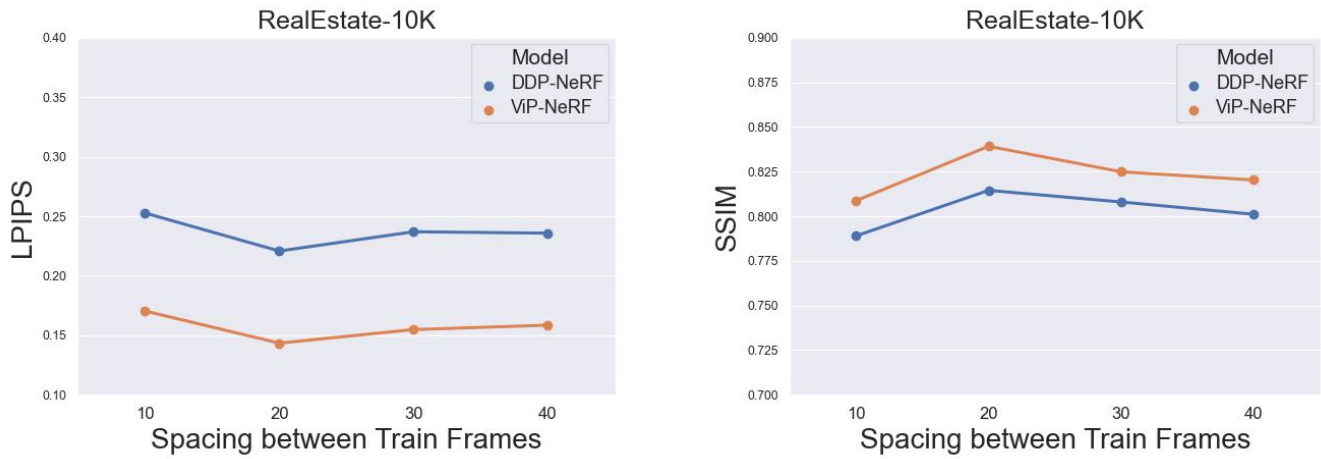 RealEstate-10K
0.40
0.35
0.30
0.25
0.20
0.15
0.10
LPIPS
Model
DDP-NeRF
ViP-NeRF
10 20 30 40
Spacing between Train Frames
RealEstate-10K
0.900
0.875
0.850
0.825
0.800
0.775
0.750
0.725
0.700
SSIM
Model
DDP-NeRF
ViP-NeRF
10 20 30 40
Spacing between Train Frames